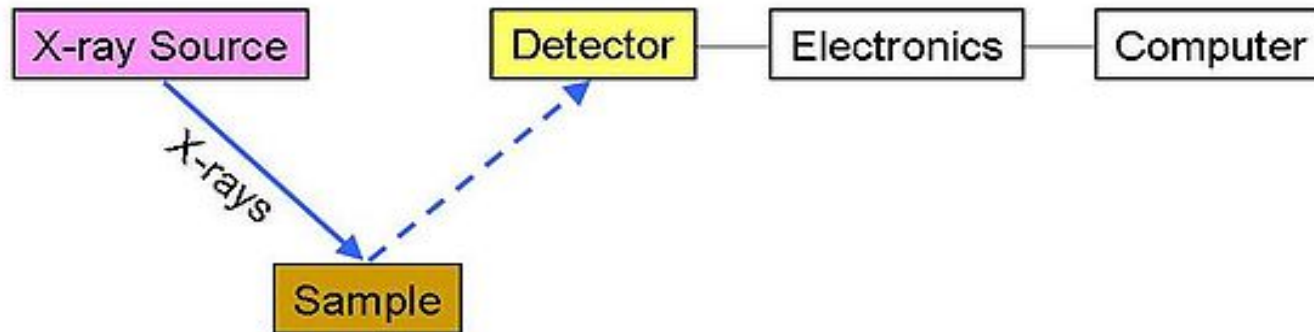 X-ray Source
Detector
Electronics
Computer
X-rays
Sample